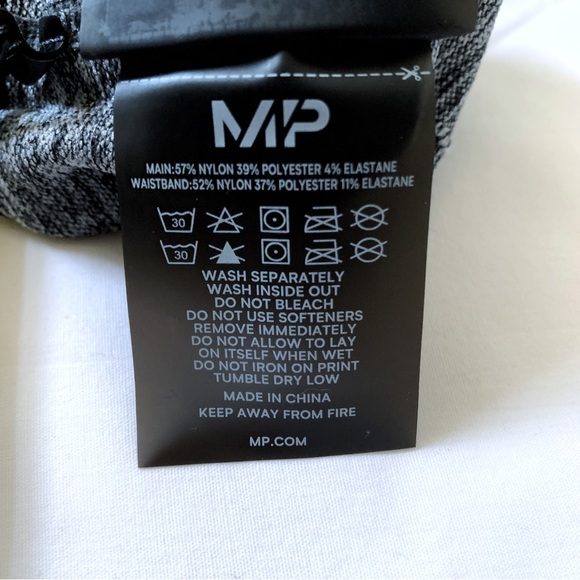 MP
MAIN:57% NYLON 39% POLYESTER 4% ELASTANE
WAISTBAND:52% NYLON 37% POLYESTER 11% ELASTANE
30
30
WASH SEPARATELY
WASH INSIDE OUT
DO NOT BLEACH
DO NOT USE SOFTENERS
REMOVE IMMEDIATELY
DO NOT ALLOW TO LAY
ON ITSELF WHEN WET
DO NOT IRON ON PRINT
TUMBLE DRY LOW
MADE IN CHINA
KEEP AWAY FROM FIRE
MP.COM